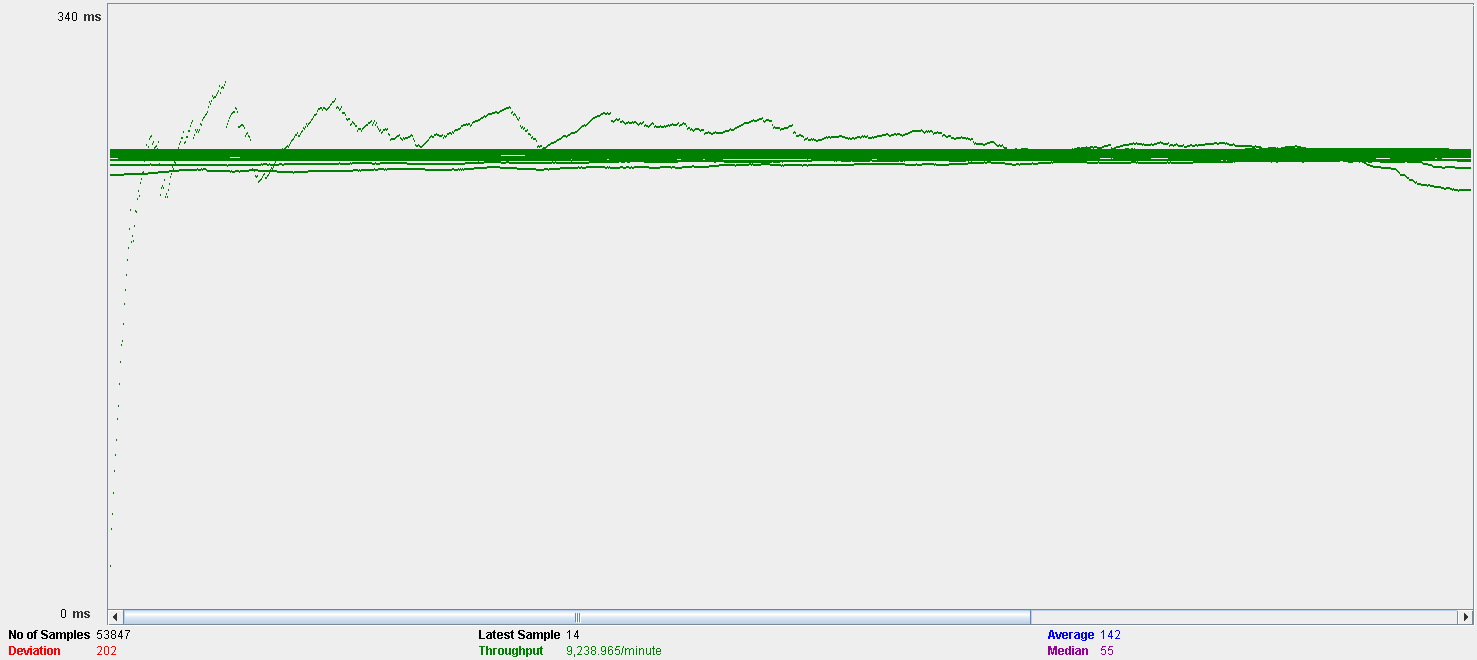 340 ms
0 ms
No of Samples 53847 Latest Sample 14 Average 142
Deviation 202 Throughput 9,238.965/minute Median 55